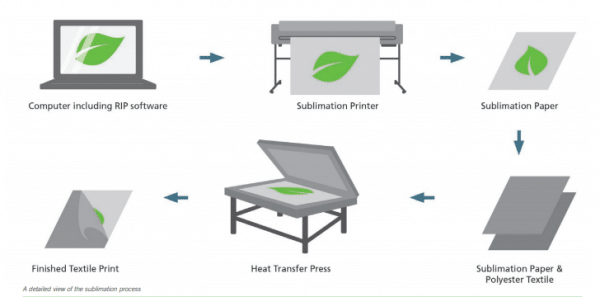 Computer including RIP software
Sublimation Printer
Sublimation Paper
Finished Textile Print
Heat Transfer Press
Sublimation Paper &
Polyester Textile
A detailed view of the sublimation process